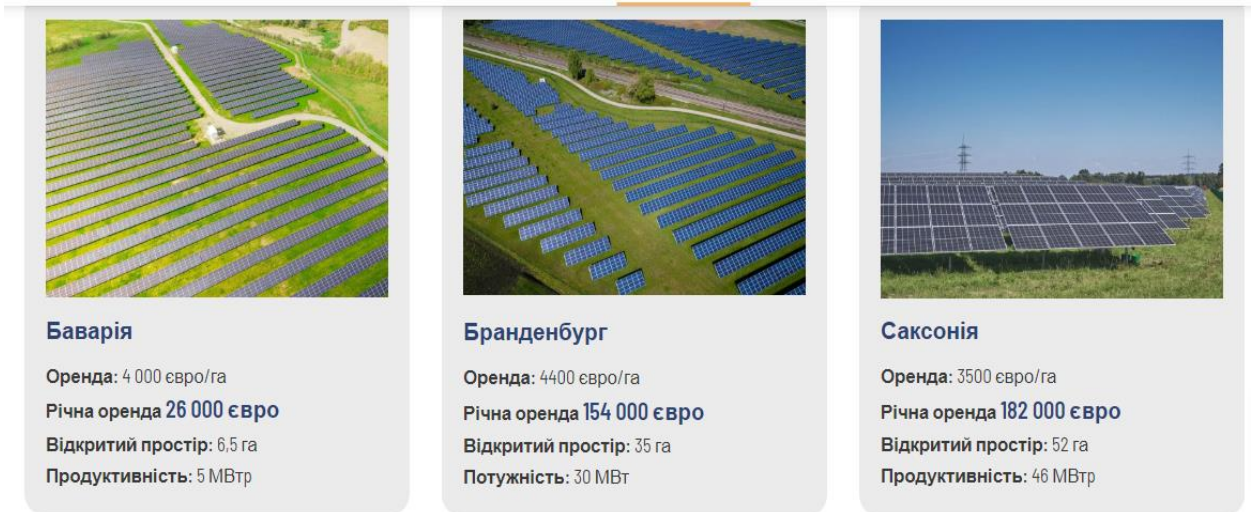 Баварія
Оренда: 4 000 євро/га
Річна оренда 26 000 євро
Відкритий простір: 6,5 га
Продуктивність: 5 МВтр
Бранденбург
Оренда: 4400 євро/га
Річна оренда 154 000 євро
Відкритий простір: 35 га
Потужність: 30 МВт
Саксонія
Оренда: 3500 євро/га
Річна оренда 182 000 євро
Відкритий простір: 52 га
Продуктивність: 46 МВтр